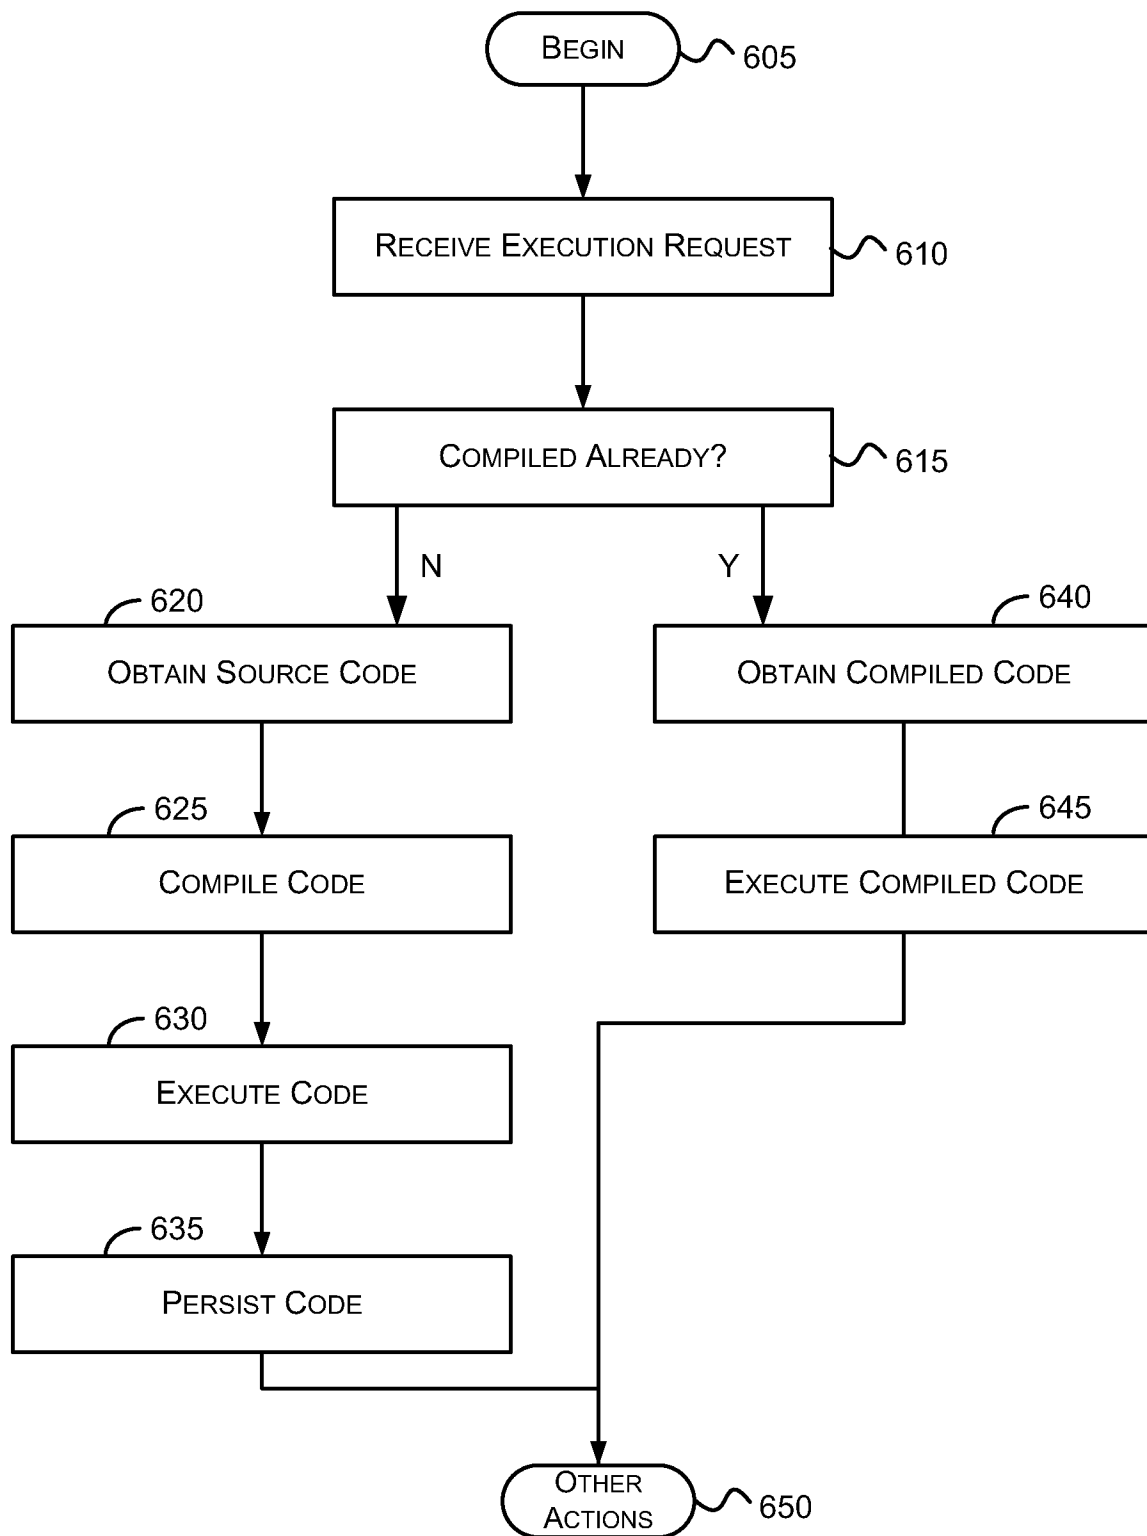 BEGIN
605
RECEIVE EXECUTION REQUEST
610
COMPILED ALREADY?
615
N
Y
620
OBTAIN SOURCE CODE
640
OBTAIN COMPILED CODE
625
COMPILE CODE
645
EXECUTE COMPILED CODE
630
EXECUTE CODE
635
PERSIST CODE
OTHER
ACTIONS
650